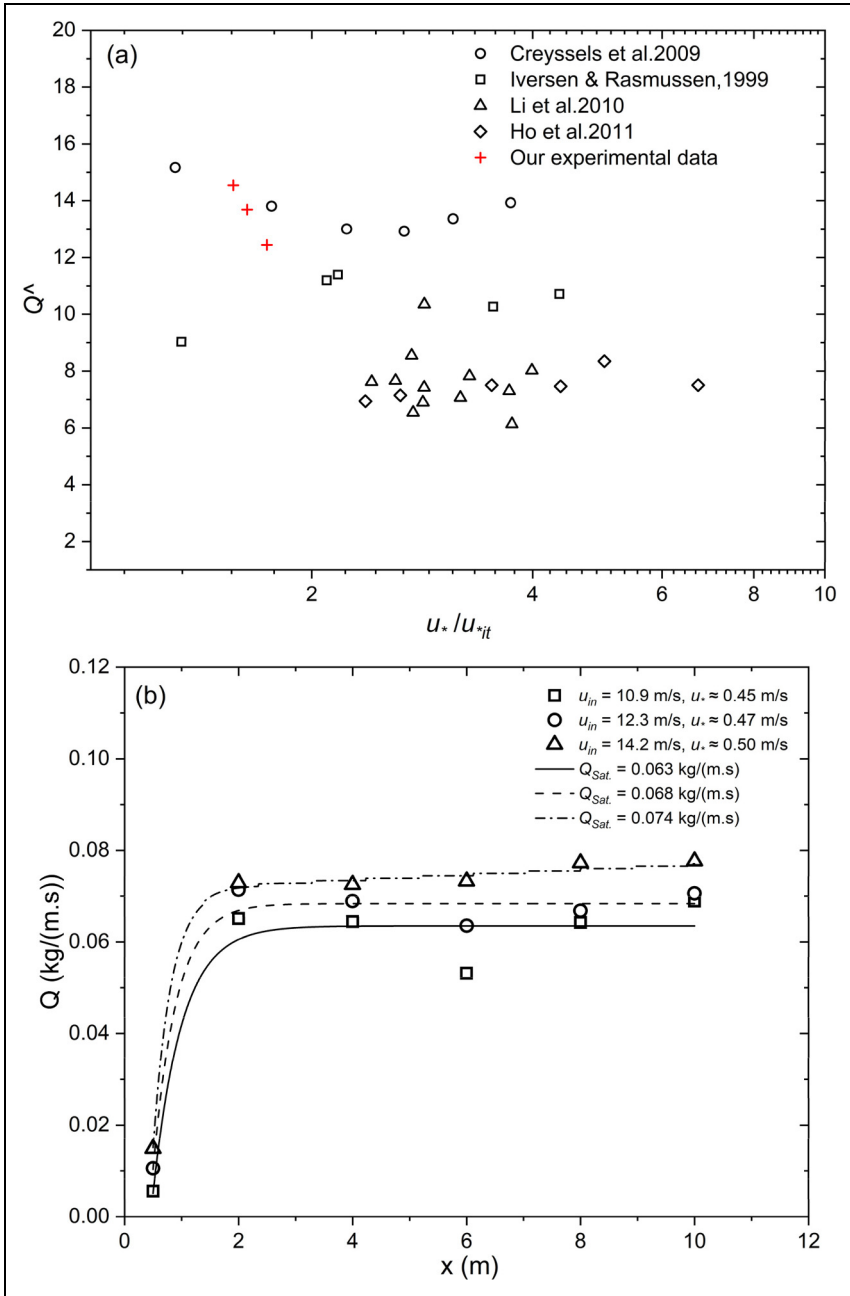 (a)
Creyssels et al.2009
Iversen & Rasmussen,1999
Li et al.2010
Ho et al.2011
Our experimental data
20
18
16
14
12
10
8
6
4
2
Q^
2
4
6
8
10
u* /u*it
(b)
uin = 10.9 m/s, u* ≈ 0.45 m/s
uin = 12.3 m/s, u* ≈ 0.47 m/s
uin = 14.2 m/s, u* ≈ 0.50 m/s
QSat. = 0.063 kg/(m.s)
QSat. = 0.068 kg/(m.s)
QSat. = 0.074 kg/(m.s)
0.12
0.10
0.08
0.06
0.04
0.02
0.00
Q (kg/(m.s))
0
2
4
6
8
10
12
x (m)